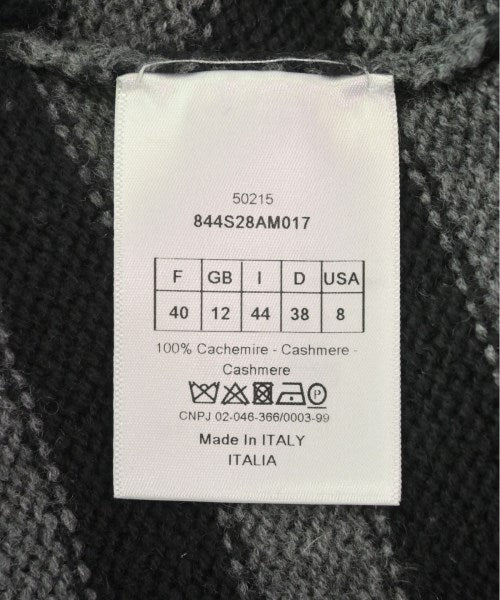 50215
844S28AM017
F GB I D USA
40 12 44 38 8
100% Cachemire - Cashmere -
Cashmere
P
CNPJ 02-046-366/0003-99
Made In ITALY
ITALIA